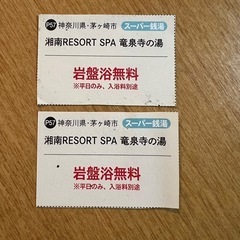 P57 神奈川県・茅ヶ崎市 スーパー銭湯
湘南RESORT SPA 竜泉寺の湯
岩盤浴無料
※平日のみ、入浴料別途
P57 神奈川県・茅ヶ崎市 スーパー銭湯
湘南RESORT SPA 竜泉寺の湯
岩盤浴無料
※平日のみ、入浴料別途